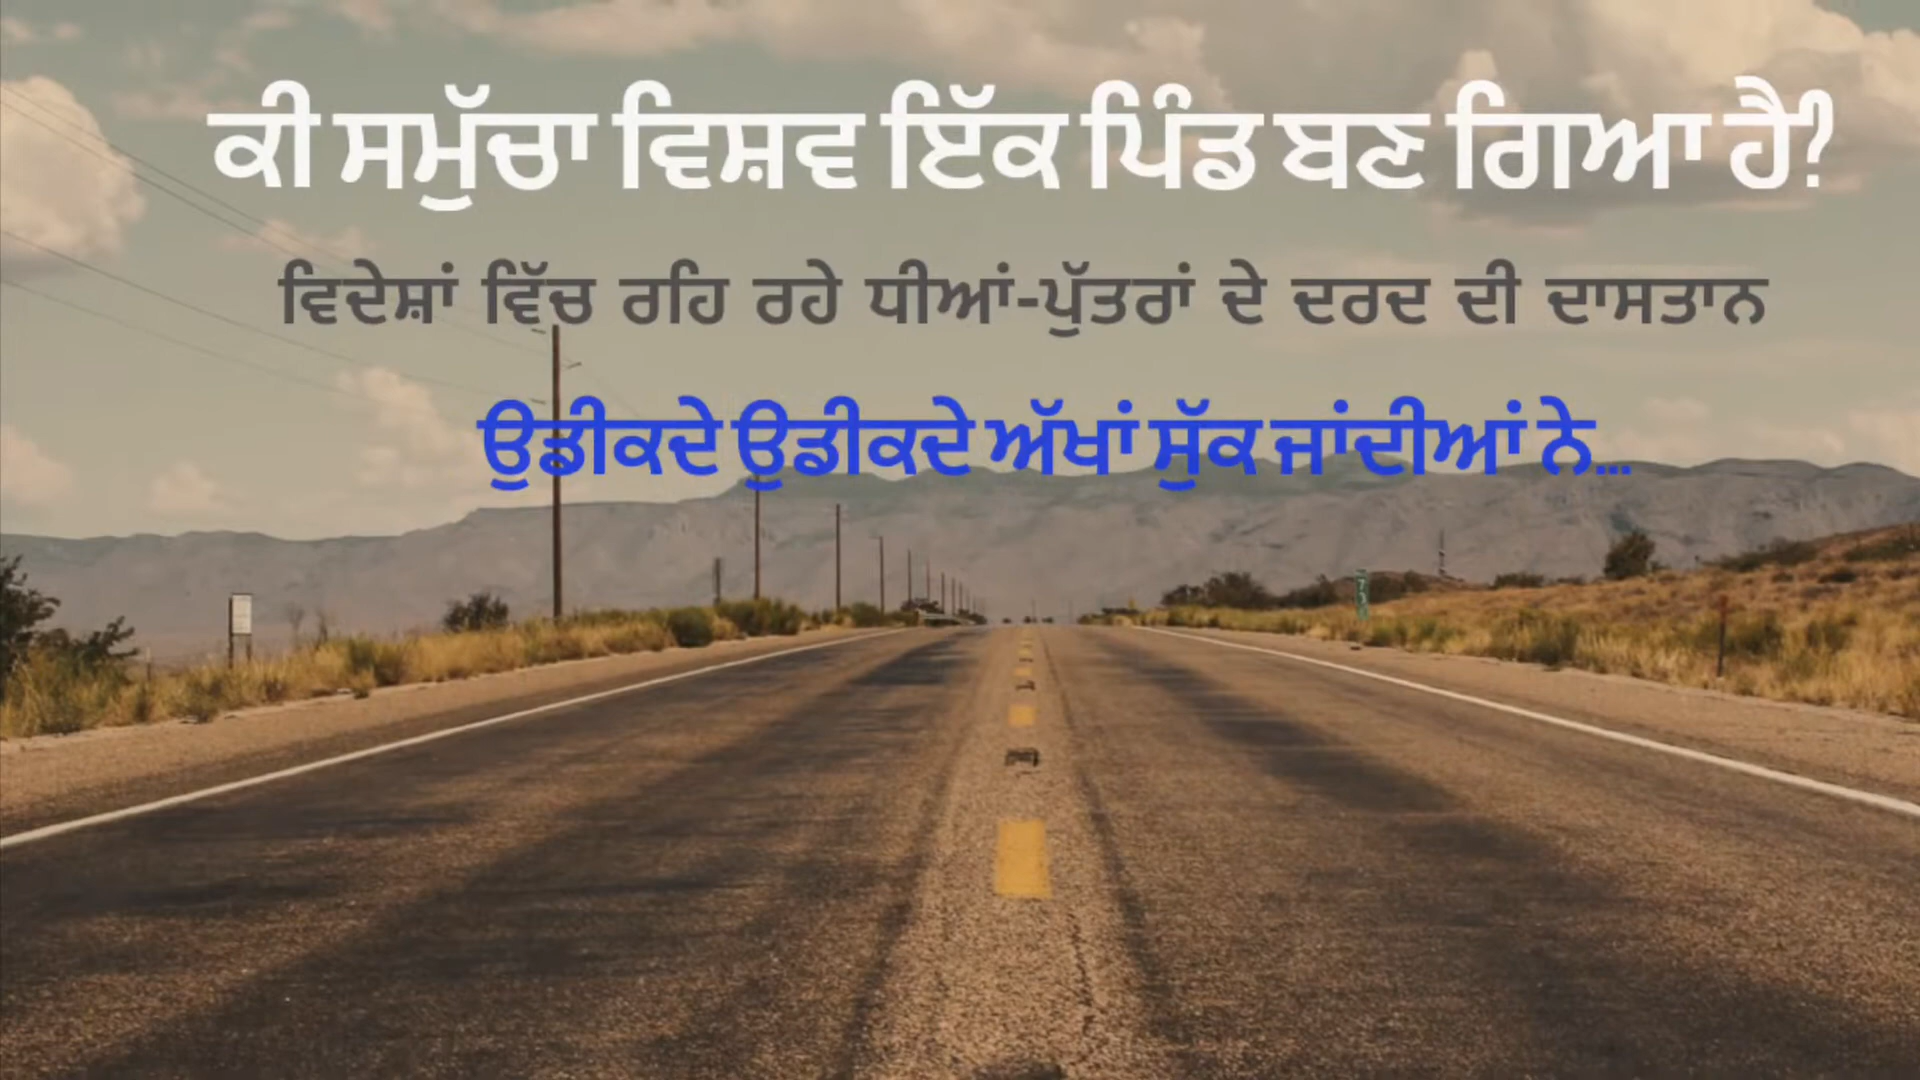 ਕੀ ਸਮੁੱਚਾ ਵਿਸ਼ਵ ਇੱਕ ਪਿੰਡ ਬਣ ਗਿਆ ਹੈ?
ਵਿਦੇਸ਼ਾਂ ਵਿੱਚ ਰਹਿ ਰਹੇ ਧੀਆਂ-ਪੁੱਤਰਾਂ ਦੇ ਦਰਦ ਦੀ ਦਾਸਤਾਨ
ਉਡੀਕਦੇ ਉਡੀਕਦੇ ਅੱਖਾਂ ਸੁੱਕ ਜਾਂਦੀਆਂ ਨੇ...